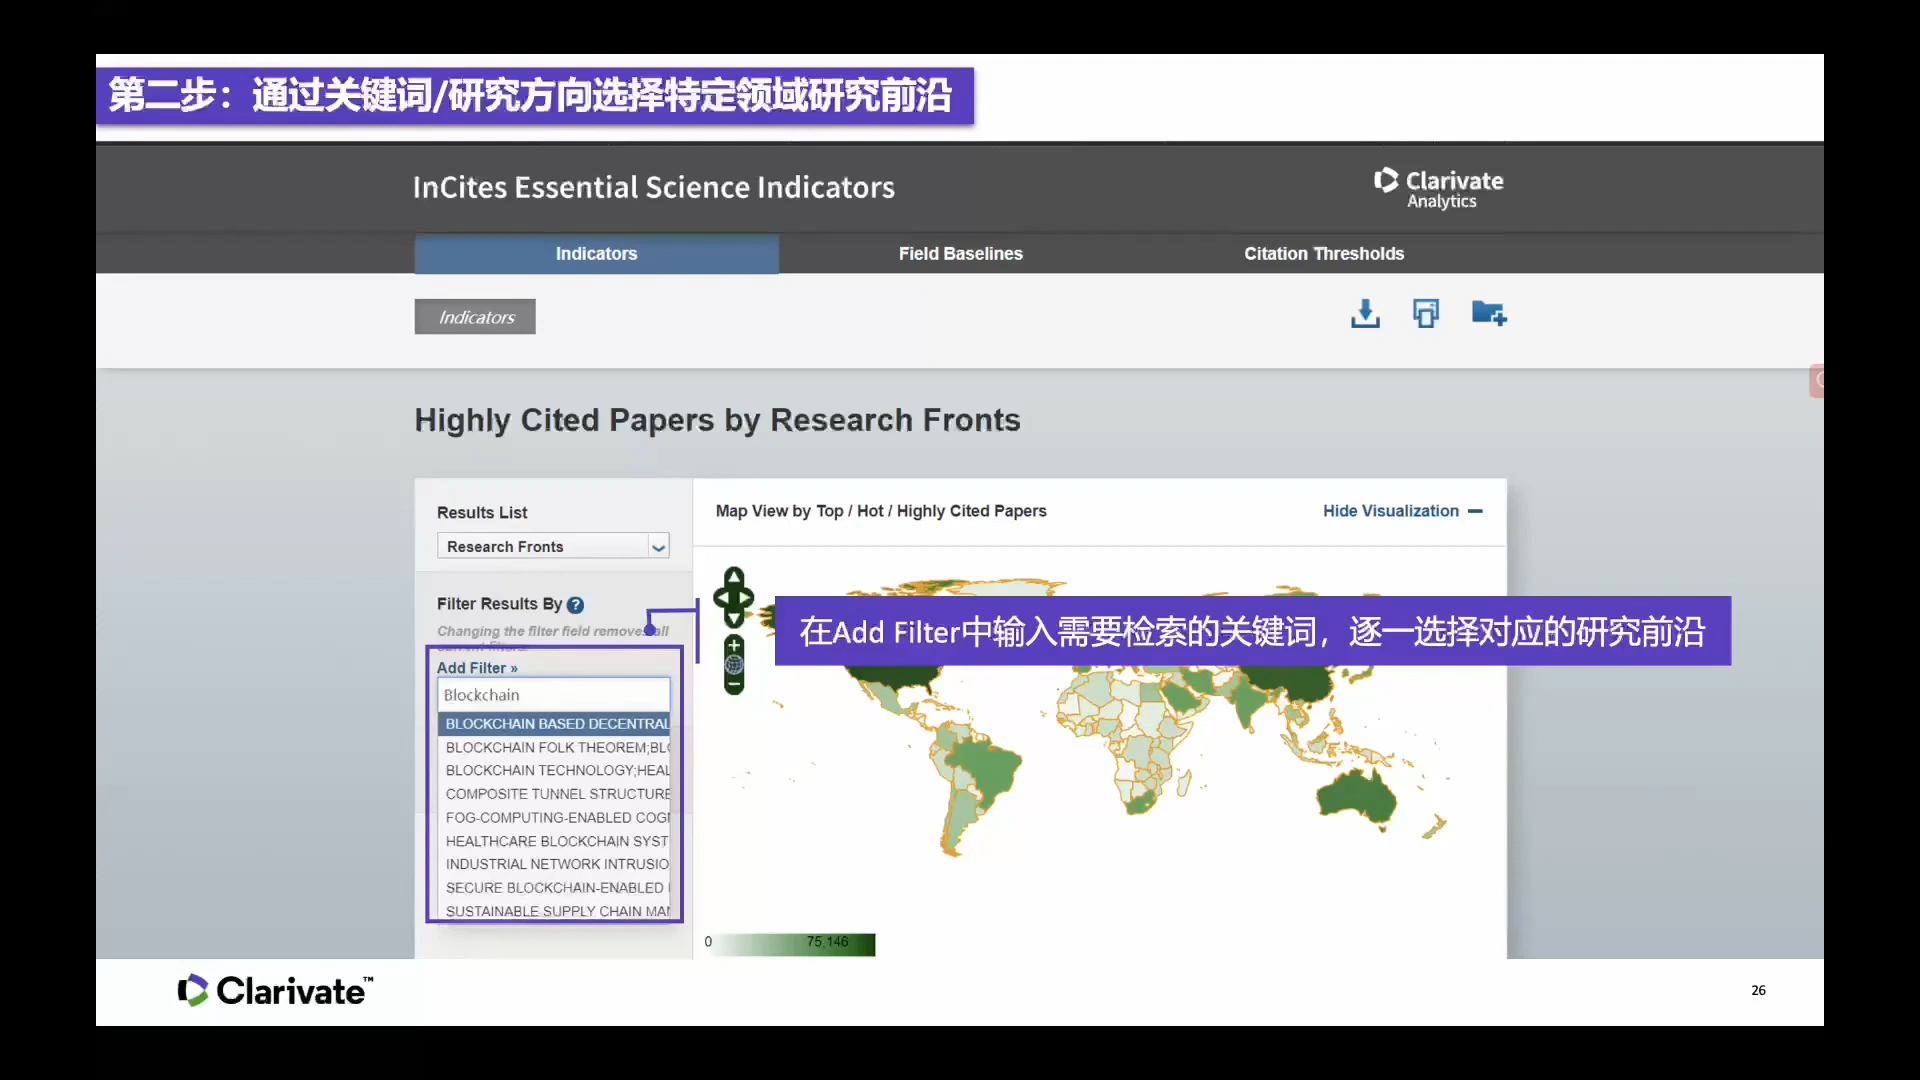 第二步：通过关键词/研究方向选择特定领域研究前沿
InCites Essential Science Indicators
Clarivate
Analytics
Indicators
Field Baselines
Citation Thresholds
Indicators
Highly Cited Papers by Research Fronts
Results List
Research Fronts
Map View by Top / Hot / Highly Cited Papers
Hide Visualization
Filter Results By
Changing the filter field removes all
current filters.
在Add Filter中输入需要检索的关键词，逐一选择对应的研究前沿
Add Filter »
Blockchain
BLOCKCHAIN BASED DECENTRAL
BLOCKCHAIN FOLK THEOREM;BLO
BLOCKCHAIN TECHNOLOGY;HEAL
COMPOSITE TUNNEL STRUCTURE
FOG-COMPUTING-ENABLED COG
HEALTHCARE BLOCKCHAIN SYST
INDUSTRIAL NETWORK INTRUSIO
SECURE BLOCKCHAIN-ENABLED
SUSTAINABLE SUPPLY CHAIN MAN
0
75,146
Clarivate™
26